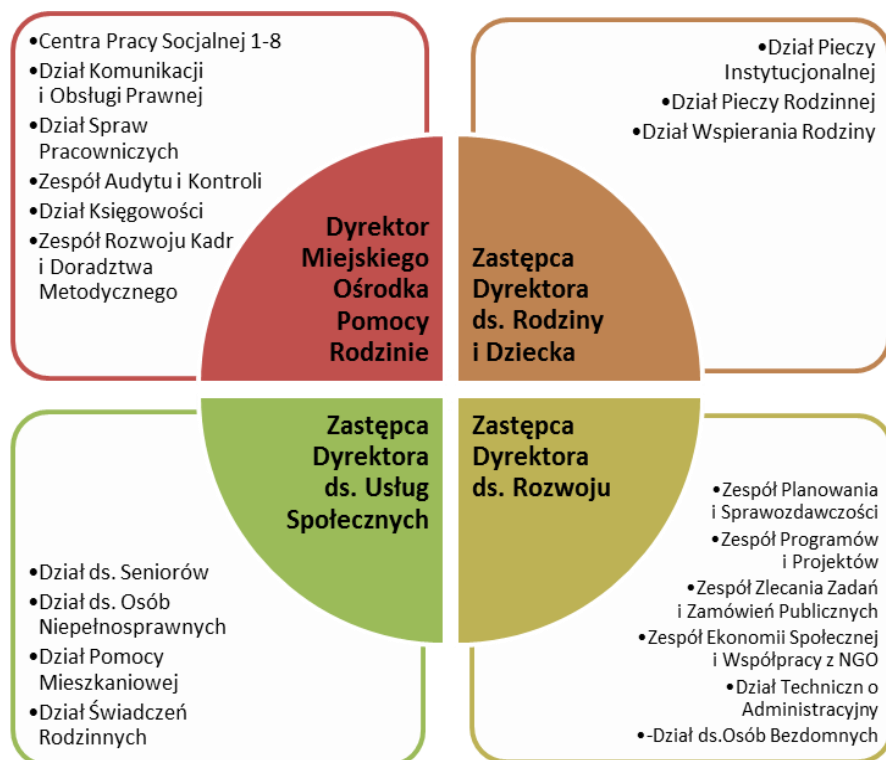 •Centra Pracy Socjalnej 1-8
•Dział Komunikacji
i Obsługi Prawnej
•Dział Spraw
Pracowniczych
•Zespół Audytu i Kontroli
•Dział Księgowości
•Zespół Rozwoju Kadr
i Doradztwa
Metodycznego
Dyrektor
Miejskiego
Ośrodka
Pomocy
Rodzinie
•Dział Pieczy
Instytucjonalnej
•Dział Pieczy Rodzinnej
•Dział Wspierania Rodziny
Zastępca
Dyrektora
ds. Rodziny
i Dziecka
Zastępca
Dyrektora
ds. Usług
Społecznych
•Dział ds. Seniorów
•Dział ds. Osób
Niepełnosprawnych
•Dział Pomocy
Mieszkaniowej
•Dział Świadczeń
Rodzinnych
Zastępca
Dyrektora
ds. Rozwoju
•Zespół Planowania
i Sprawozdawczości
•Zespół Programów
i Projektów
•Zespół Zlecania Zadań
i Zamówień Publicznych
•Zespół Ekonomii Społecznej
i Współpracy z NGO
•Dział Techniczn o
Administracyjny
•-Dział ds.Osób Bezdomnych